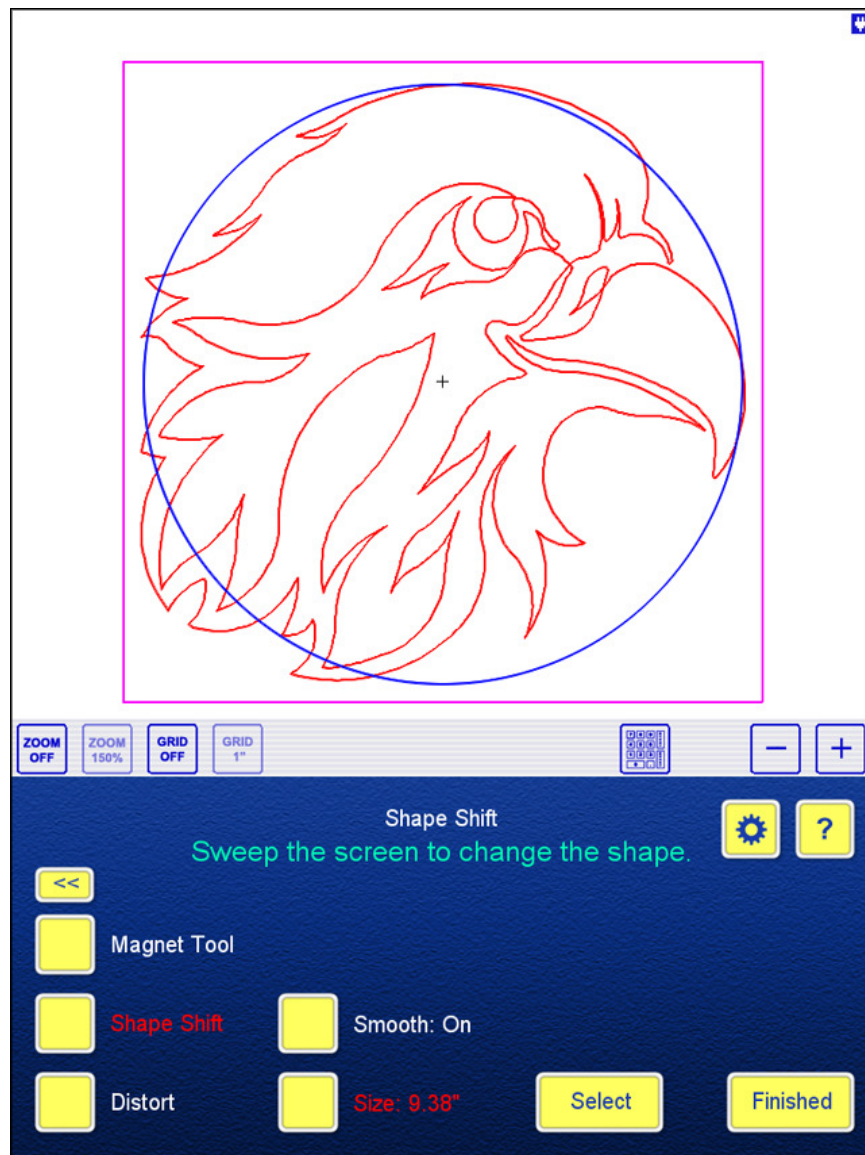 ZOOM OFF
ZOOM 150%
GRID OFF
GRID 1"
− +
Shape Shift
Sweep the screen to change the shape.
?
<<
Magnet Tool
Shape Shift
Smooth: On
Distort
Size: 9.38"
Select
Finished